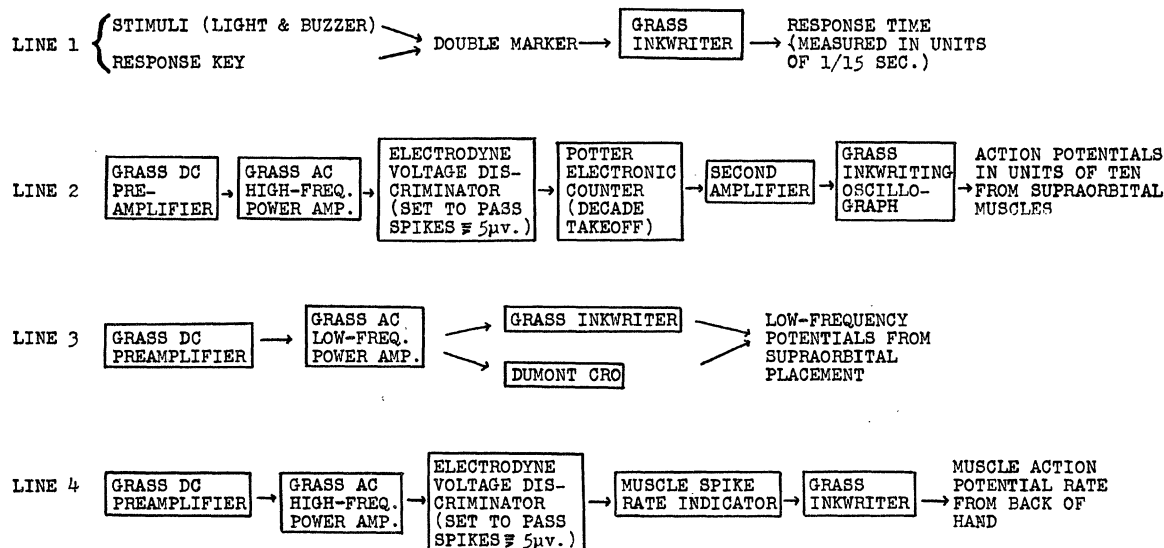 LINE 1
STIMULI (LIGHT & BUZZER)
RESPONSE KEY
DOUBLE MARKER
GRASS
INKWRITER
RESPONSE TIME
(MEASURED IN UNITS
OF 1/15 SEC.)
LINE 2
GRASS DC
PRE-
AMPLIFIER
GRASS AC
HIGH-FREQ.
POWER AMP.
ELECTRODYNE
VOLTAGE DIS-
CRIMINATOR
(SET TO PASS
SPIKES ≡ 5µv.)
POTTER
ELECTRONIC
COUNTER
(DECADE
TAKEOFF)
SECOND
AMPLIFIER
GRASS
INKWRITING
OSCILLO-
GRAPH
ACTION POTENTIALS
IN UNITS OF TEN
FROM SUPRAORBITAL
MUSCLES
LINE 3
GRASS DC
PREAMPLIFIER
GRASS AC
LOW-FREQ.
POWER AMP.
GRASS INKWRITER
DUMONT CRO
LOW-FREQUENCY
POTENTIALS FROM
SUPRAORBITAL
PLACEMENT
LINE 4
GRASS DC
PREAMPLIFIER
GRASS AC
HIGH-FREQ.
POWER AMP.
ELECTRODYNE
VOLTAGE DIS-
CRIMINATOR
(SET TO PASS
SPIKES ≡ 5µv.)
MUSCLE SPIKE
RATE INDICATOR
GRASS
INKWRITER
MUSCLE ACTION
POTENTIAL RATE
FROM BACK OF
HAND